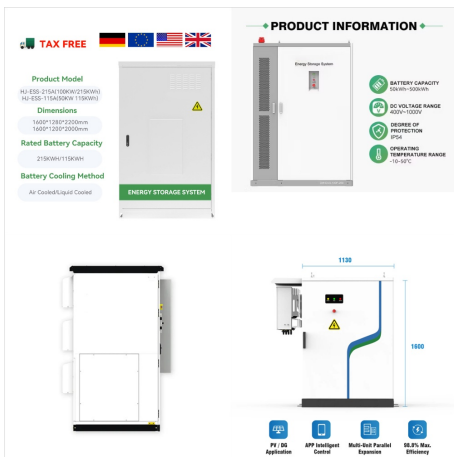 TAX FREE
Product Model
HJ-ESS-215A(100KW/215KWH)
HJ-ESS-115A(50KW 115KWH)
Dimensions
1600*1280*2200mm
1600*1200*2000mm
Rated Battery Capacity
215KWH/115KWH
Battery Cooling Method
Air Cooled/Liquid Cooled
ENERGY STORAGE SYSTEM
PRODUCT INFORMATION
Energy Storage System
BATTERY CAPACITY
50kWh~500kWh
DC VOLTAGE RANGE
400V~1000V
DEGREE OF
PROTECTION
IP54
OPERATING
TEMPERATURE RANGE
-10~50°C
1130
1600
PV / DG
Application
APP Intelligent
Control
Multi-Unit Parallel
Expansion
98.8% Max.
Efficiency